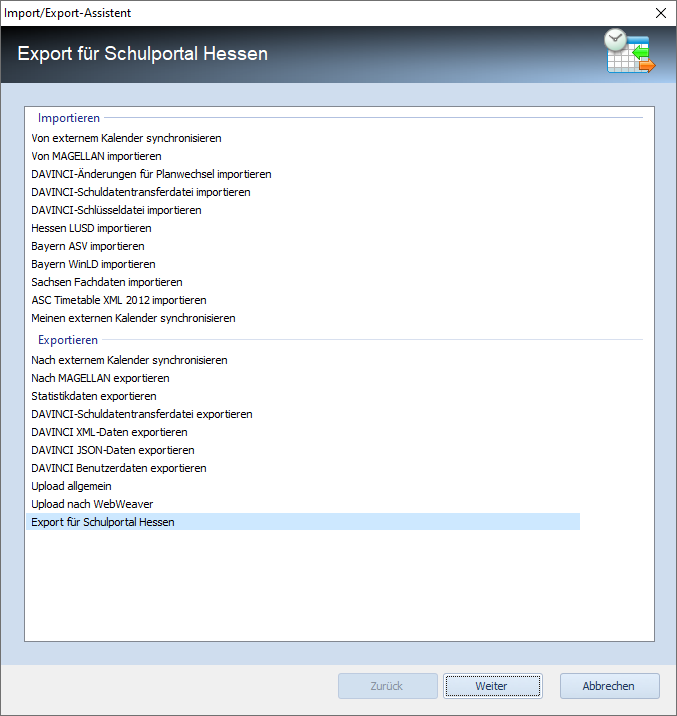 Import/Export-Assistent
Export für Schulportal Hessen
Importieren
Von externem Kalender synchronisieren
Von MAGELLAN importieren
DAVINCI-Änderungen für Planwechsel importieren
DAVINCI-Schuldatentransferdatei importieren
DAVINCI-Schlüsseldatei importieren
Hessen LUSD importieren
Bayern ASV importieren
Bayern WinLD importieren
Sachsen Fachdaten importieren
ASC Timetable XML 2012 importieren
Meinen externen Kalender synchronisieren
Exportieren
Nach externem Kalender synchronisieren
Nach MAGELLAN exportieren
Statistikdaten exportieren
DAVINCI-Schuldatentransferdatei exportieren
DAVINCI XML-Daten exportieren
DAVINCI JSON-Daten exportieren
DAVINCI Benutzerdaten exportieren
Upload allgemein
Upload nach WebWeaver
Export für Schulportal Hessen
Zurück Weiter Abbrechen